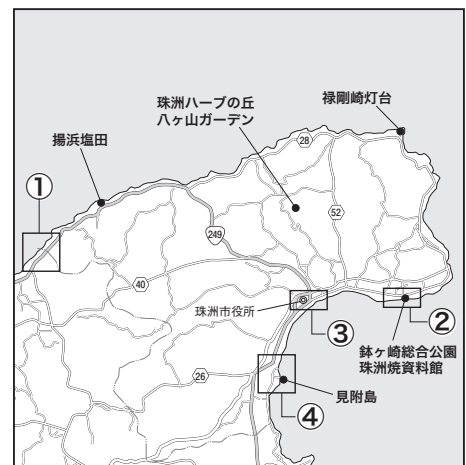 禄剛崎灯台
珠洲ハーブの丘
八ヶ山ガーデン
揚浜塩田
28
①
52
249
40
珠洲市役所
③
②
鉢ヶ崎総合公園
珠洲焼資料館
26
見附島
④